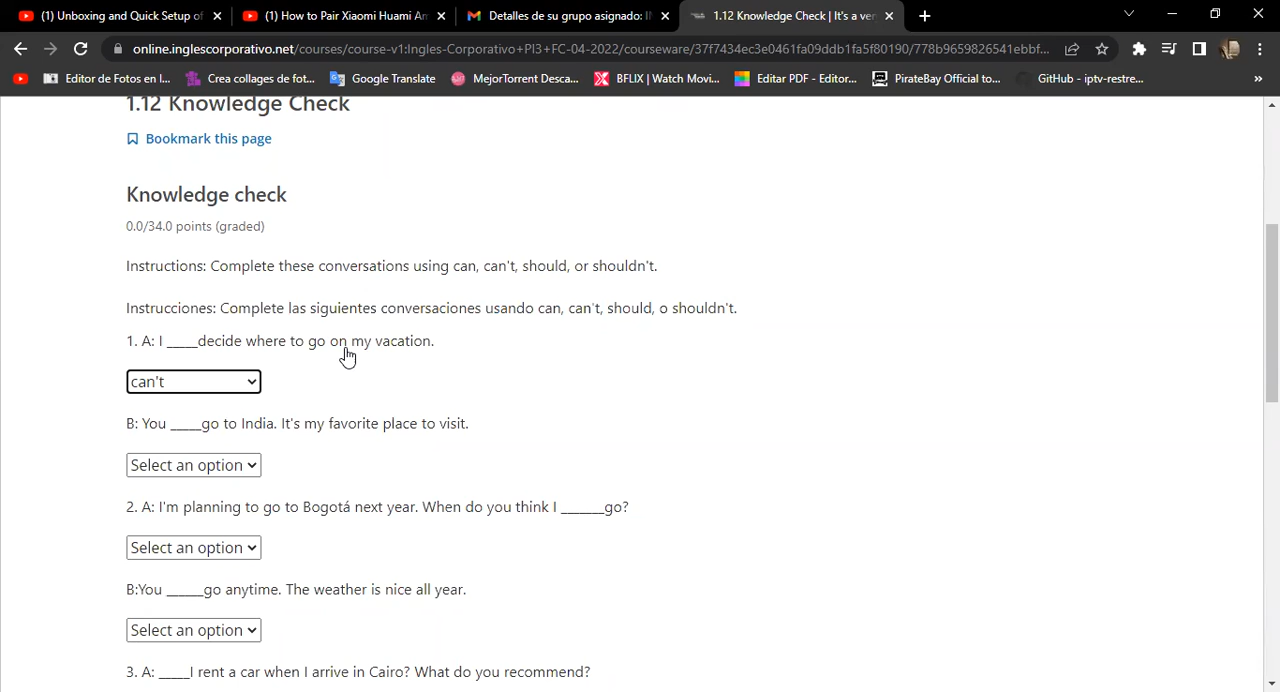 (1) Unboxing and Quick Setup of
(1) How to Pair Xiaomi Huami Am
Detalles de su grupo asignado: I
1.12 Knowledge Check | It's a ver
online.inglescorporativo.net/courses/course-v1:Ingles-Corporativo+PI3+FC-04-2022/courseware/37f7434ec3e0461fa09ddb1fa5f80190/778b9659826541ebbf...
Editor de Fotos en l...
Crea collages de fot...
Google Translate
MejorTorrent Desca...
BFLIX | Watch Movi...
Editar PDF - Editor...
PirateBay Official to...
GitHub - iptv-restre...
1.12 Knowledge Check
Bookmark this page
Knowledge check
0.0/34.0 points (graded)
Instructions: Complete these conversations using can, can't, should, or shouldn't.
Instrucciones: Complete las siguientes conversaciones usando can, can't, should, o shouldn't.
1. A: I _____decide where to go on my vacation.
can't
B: You _____go to India. It's my favorite place to visit.
Select an option
2. A: I'm planning to go to Bogotá next year. When do you think I _______go?
Select an option
B:You ______go anytime. The weather is nice all year.
Select an option
3. A: _____I rent a car when I arrive in Cairo? What do you recommend?